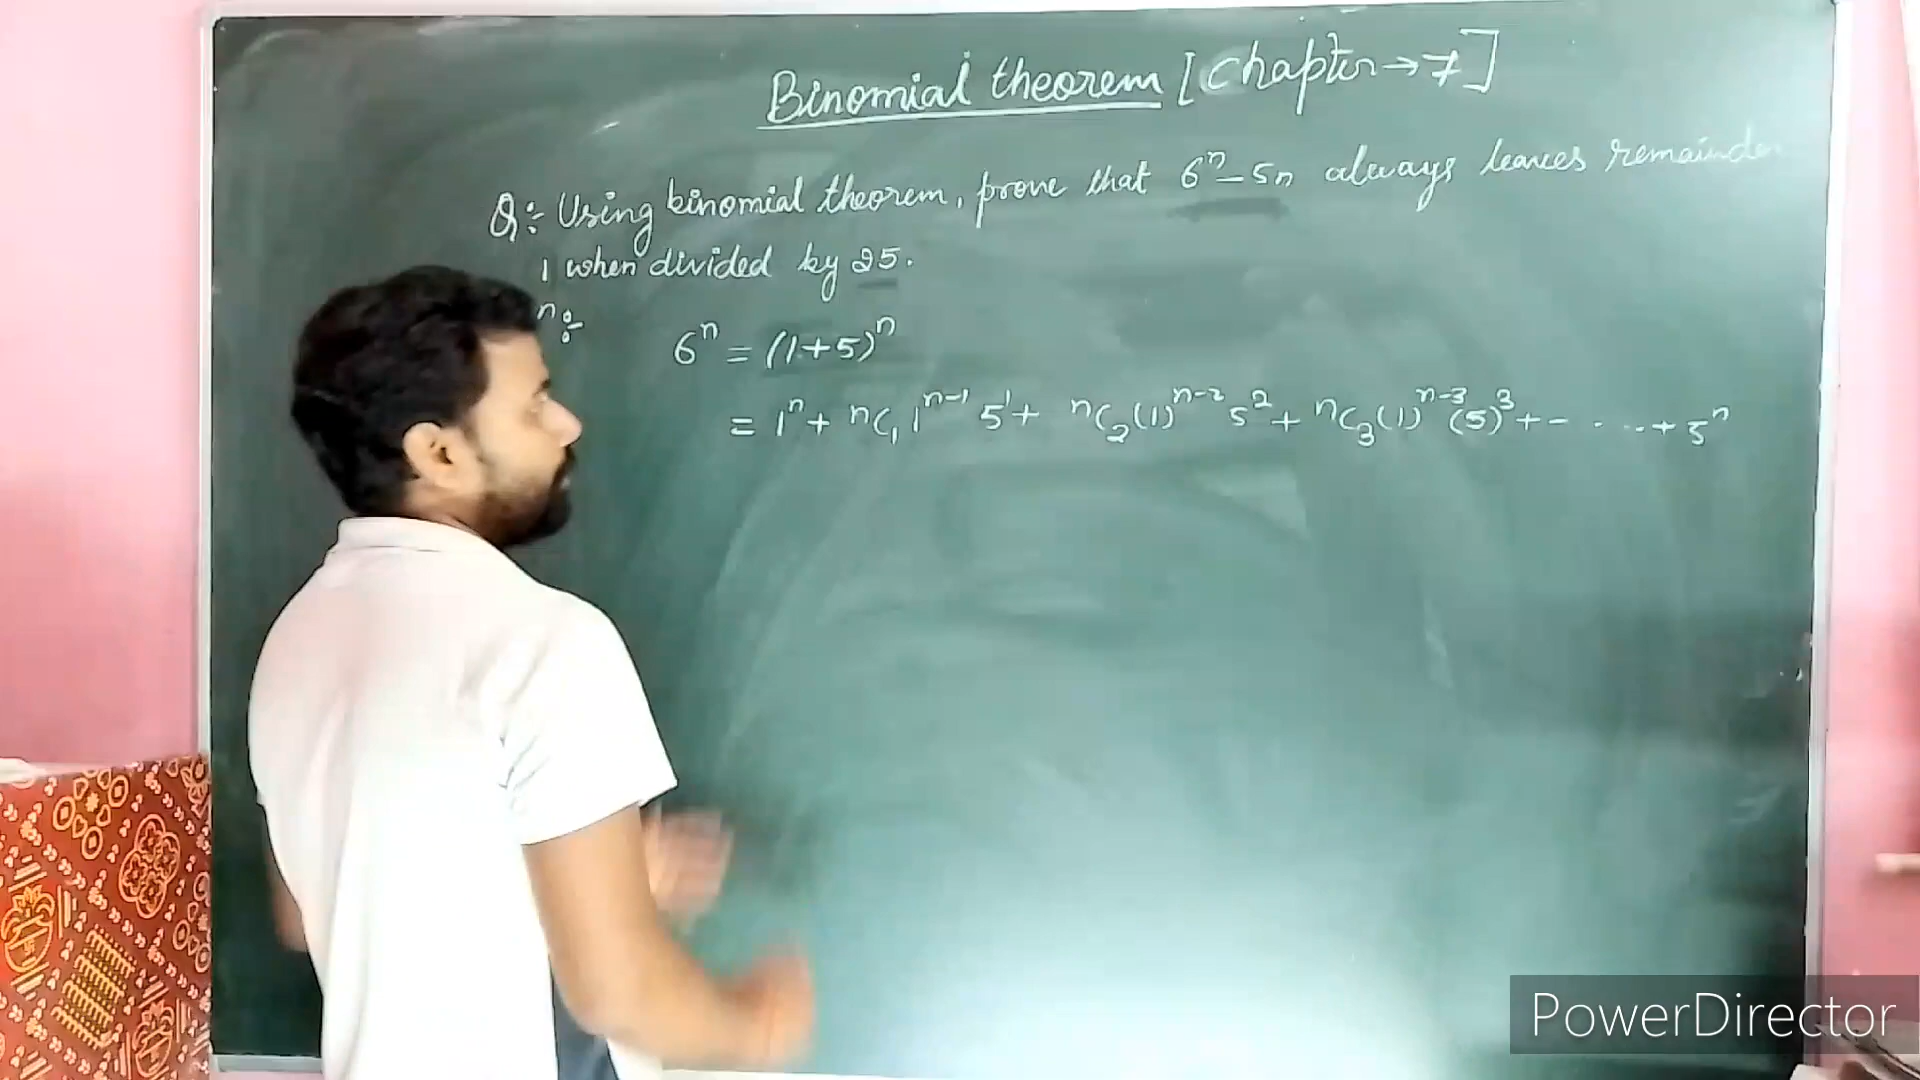 Binomial theorem [Chapter→7]
Q:- Using binomial theorem, prove that 6ⁿ-5n always leaves remainder
1 when divided by 25.
n:-
6ⁿ = (1+5)ⁿ
= 1ⁿ + ⁿC₁ 1ⁿ⁻¹ 5¹ + ⁿC₂(1)ⁿ⁻² 5² + ⁿC₃(1)ⁿ⁻³ (5)³ + - . . .. + 5ⁿ
PowerDirector